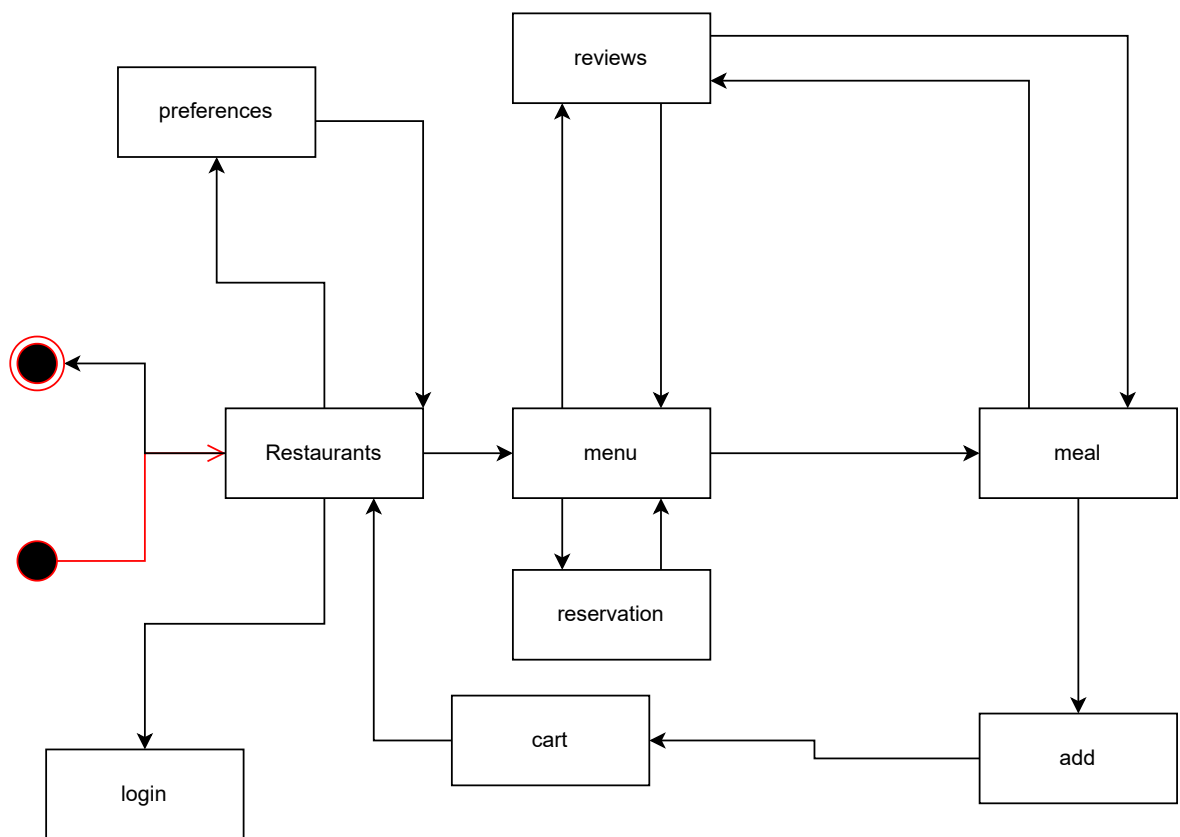 reviews
preferences
Restaurants
menu
meal
reservation
cart
add
login